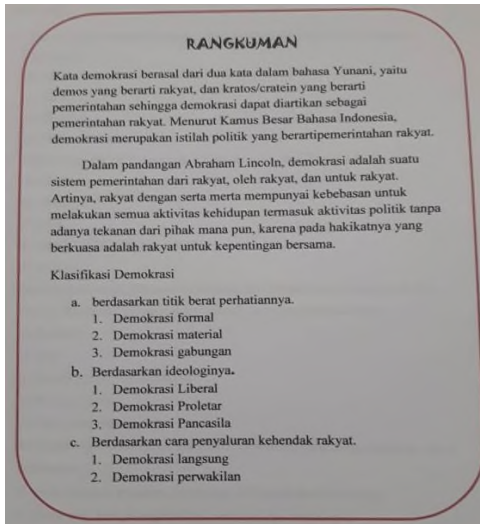 RANGKUMAN
Kata demokrasi berasal dari dua kata dalam bahasa Yunani, yaitu
demos yang berarti rakyat, dan kratos/cratein yang berarti
pemerintahan sehingga demokrasi dapat diartikan sebagai
pemerintahan rakyat. Menurut Kamus Besar Bahasa Indonesia,
demokrasi merupakan istilah politik yang berartipemerintahan rakyat.
Dalam pandangan Abraham Lincoln, demokrasi adalah suatu
sistem pemerintahan dari rakyat, oleh rakyat, dan untuk rakyat.
Artinya, rakyat dengan serta merta mempunyai kebebasan untuk
melakukan semua aktivitas kehidupan termasuk aktivitas politik tanpa
adanya tekanan dari pihak mana pun, karena pada hakikatnya yang
berkuasa adalah rakyat untuk kepentingan bersama.
Klasifikasi Demokrasi
a. berdasarkan titik berat perhatiannya.
1. Demokrasi formal
2. Demokrasi material
3. Demokrasi gabungan
b. Berdasarkan ideologinya.
1. Demokrasi Liberal
2. Demokrasi Proletar
3. Demokrasi Pancasila
c. Berdasarkan cara penyaluran kehendak rakyat.
1. Demokrasi langsung
2. Demokrasi perwakilan